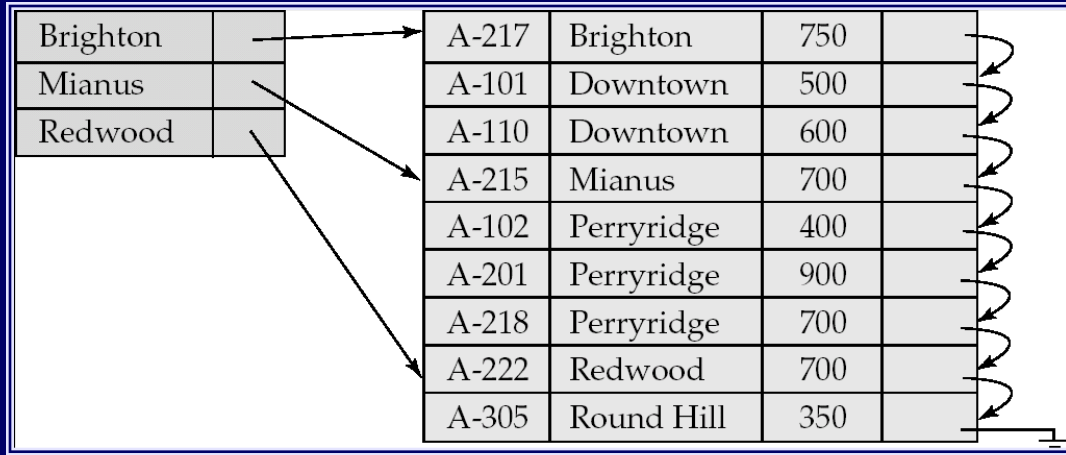 Brighton
Mianus
Redwood
A-217 Brighton 750
A-101 Downtown 500
A-110 Downtown 600
A-215 Mianus 700
A-102 Perryridge 400
A-201 Perryridge 900
A-218 Perryridge 700
A-222 Redwood 700
A-305 Round Hill 350